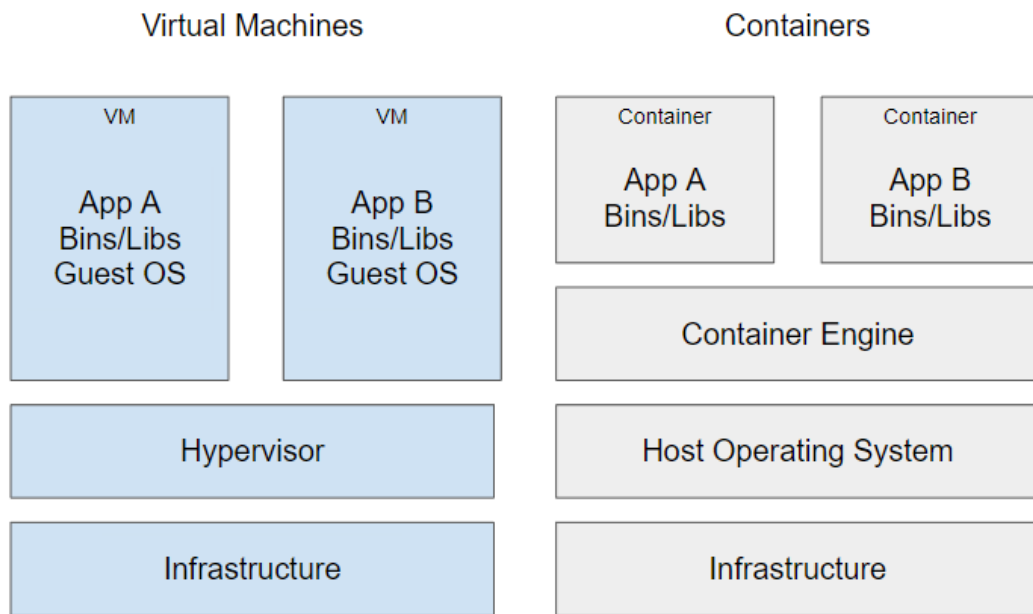 Virtual Machines
Containers
VM
App A
Bins/Libs
Guest OS
VM
App B
Bins/Libs
Guest OS
Hypervisor
Infrastructure
Container
App A
Bins/Libs
Container
App B
Bins/Libs
Container Engine
Host Operating System
Infrastructure